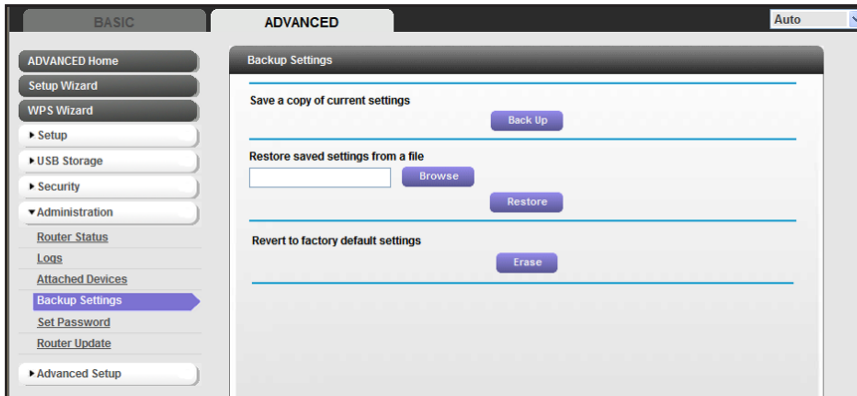 BASIC
ADVANCED
Auto
ADVANCED Home
Setup Wizard
WPS Wizard
Setup
USB Storage
Security
Administration
Router Status
Logs
Attached Devices
Backup Settings
Set Password
Router Update
Advanced Setup
Backup Settings
Save a copy of current settings
Back Up
Restore saved settings from a file
Browse
Restore
Revert to factory default settings
Erase